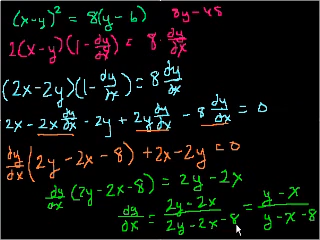 (x-y)² = 8(y-6) 8y-48
2(x-y)(1-dy/dx) = 8·dy/dx
(2x-2y)(1-dy/dx) = 8 dy/dx
2x - 2x dy/dx - 2y + 2y dy/dx - 8 dy/dx = 0
dy/dx (2y-2x-8) + 2x-2y = 0
dy/dx (2y-2x-8) = 2y-2x
dy/dx = 2y-2x/2y-2x-8 = y-x/y-x-8